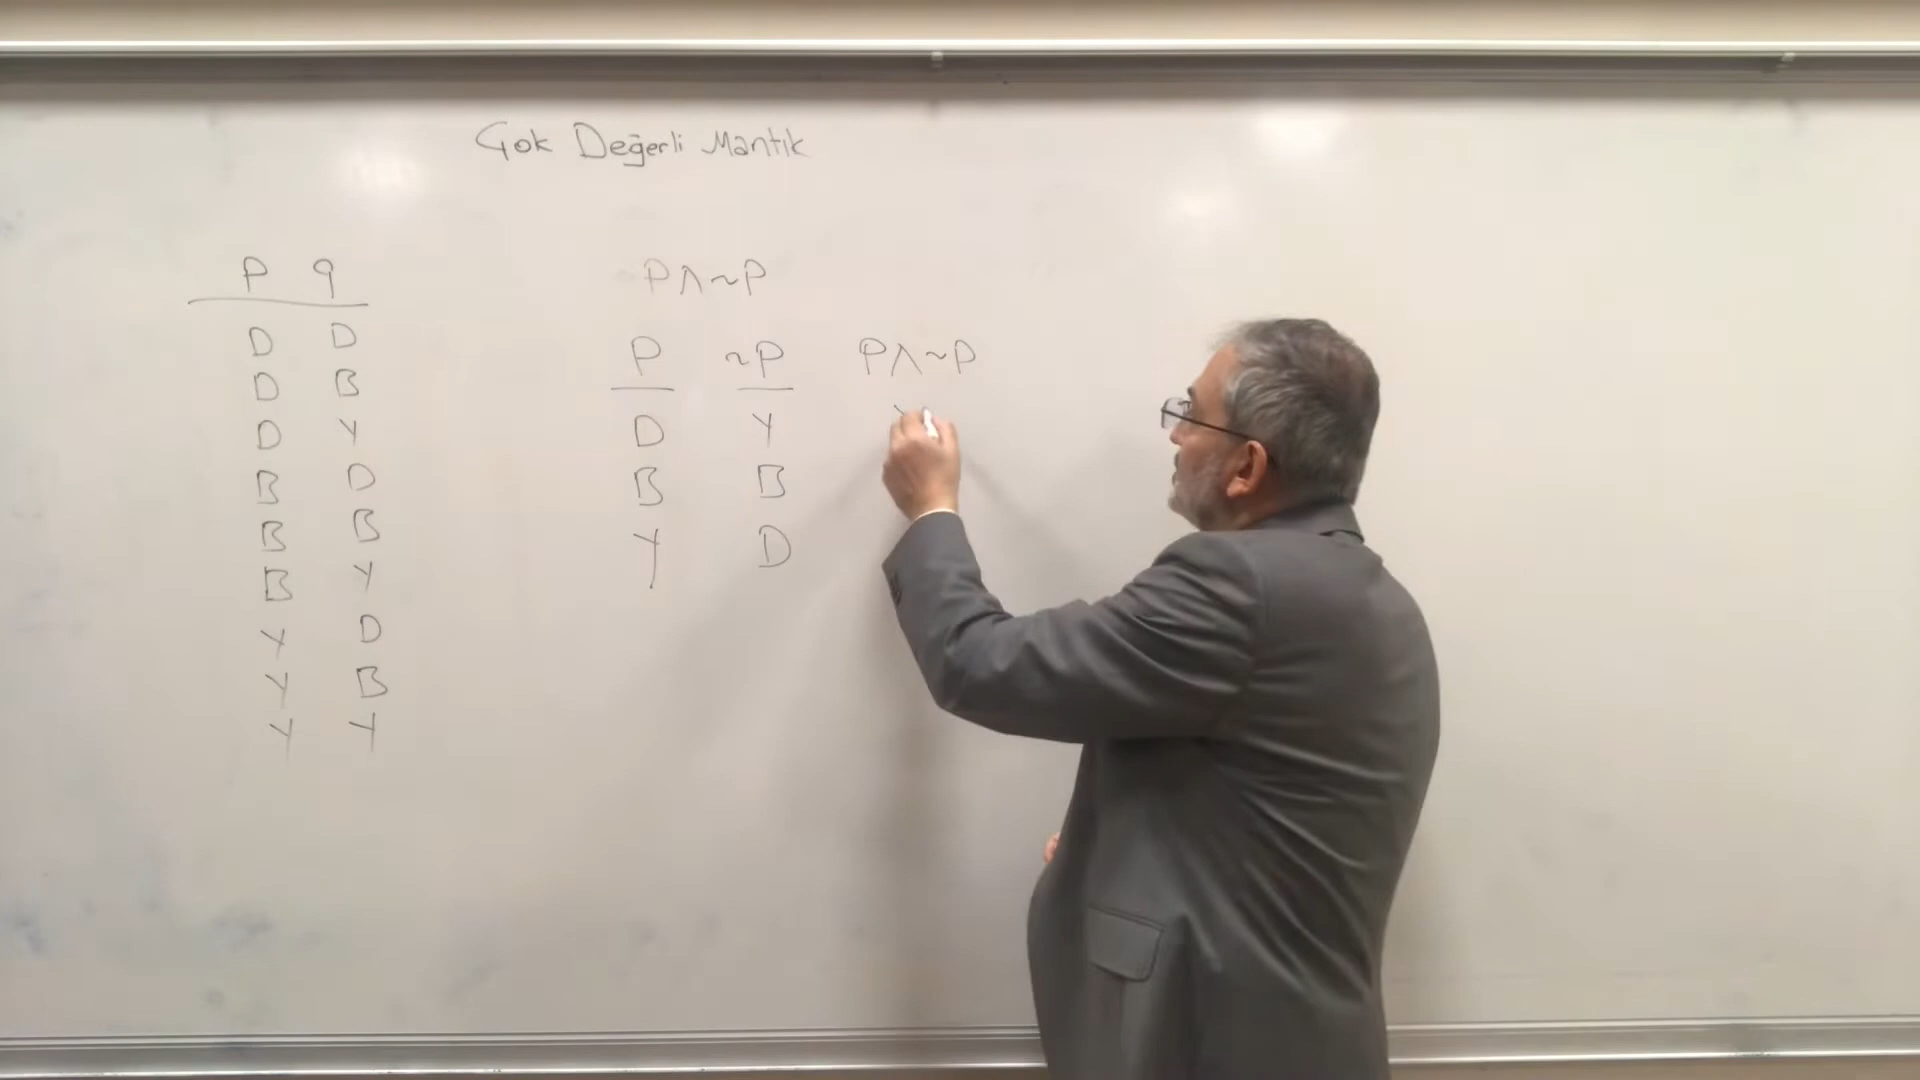 Çok Değerli Mantık
P q
D D
D B
D Y
B D
B B
B Y
Y D
Y B
Y Y
P∧~P
P ~P P∧~P
D Y
B B
Y D